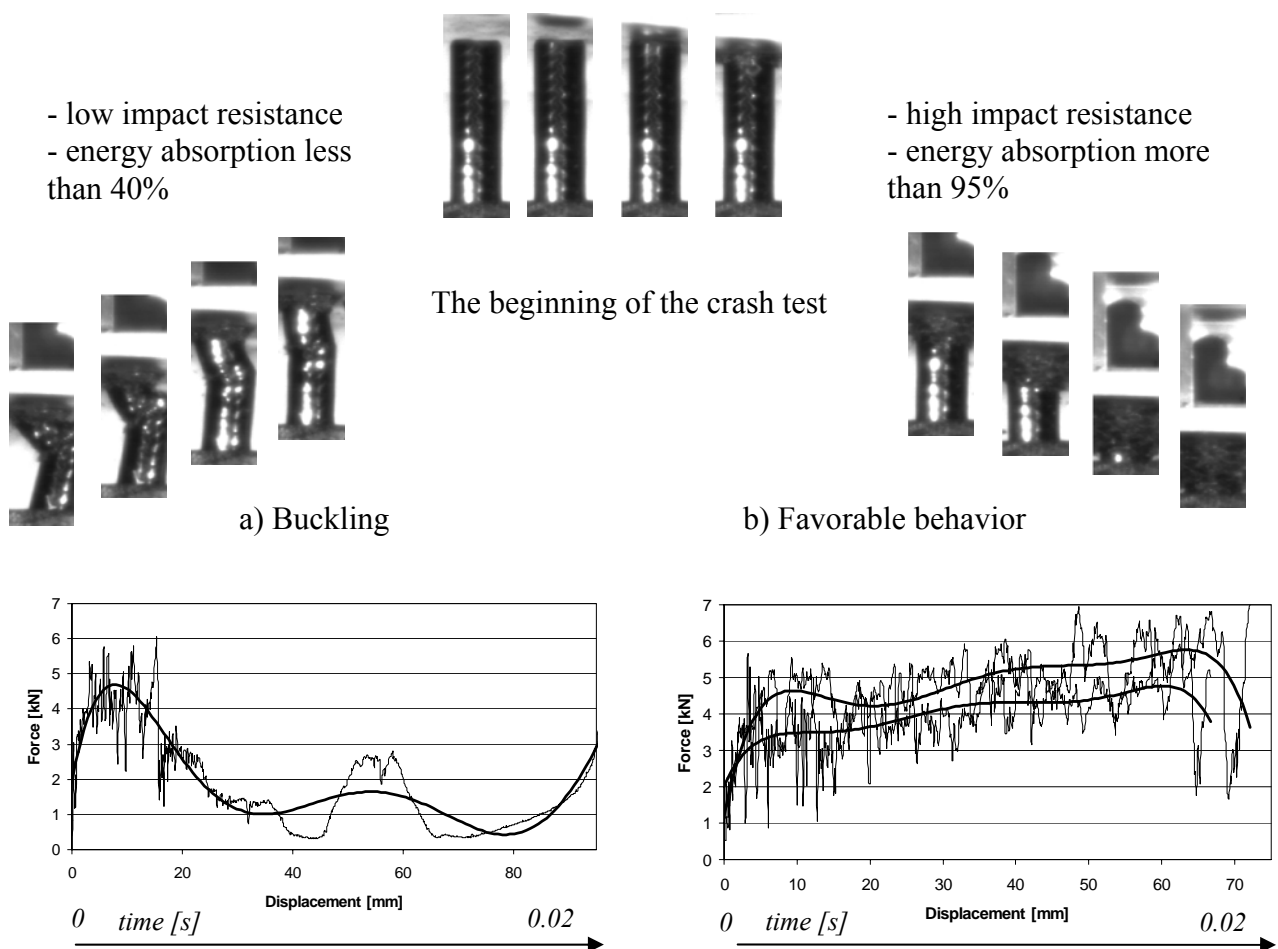 - low impact resistance
- energy absorption less
than 40%
- high impact resistance
- energy absorption more
than 95%
The beginning of the crash test
a) Buckling
b) Favorable behavior
Force [kN]
7
6
5
4
3
2
1
0
0 20 40 60 80
Displacement [mm]
0 time [s] 0.02
Force [kN]
7
6
5
4
3
2
1
0
0 10 20 30 40 50 60 70
Displacement [mm]
0 time [s] 0.02